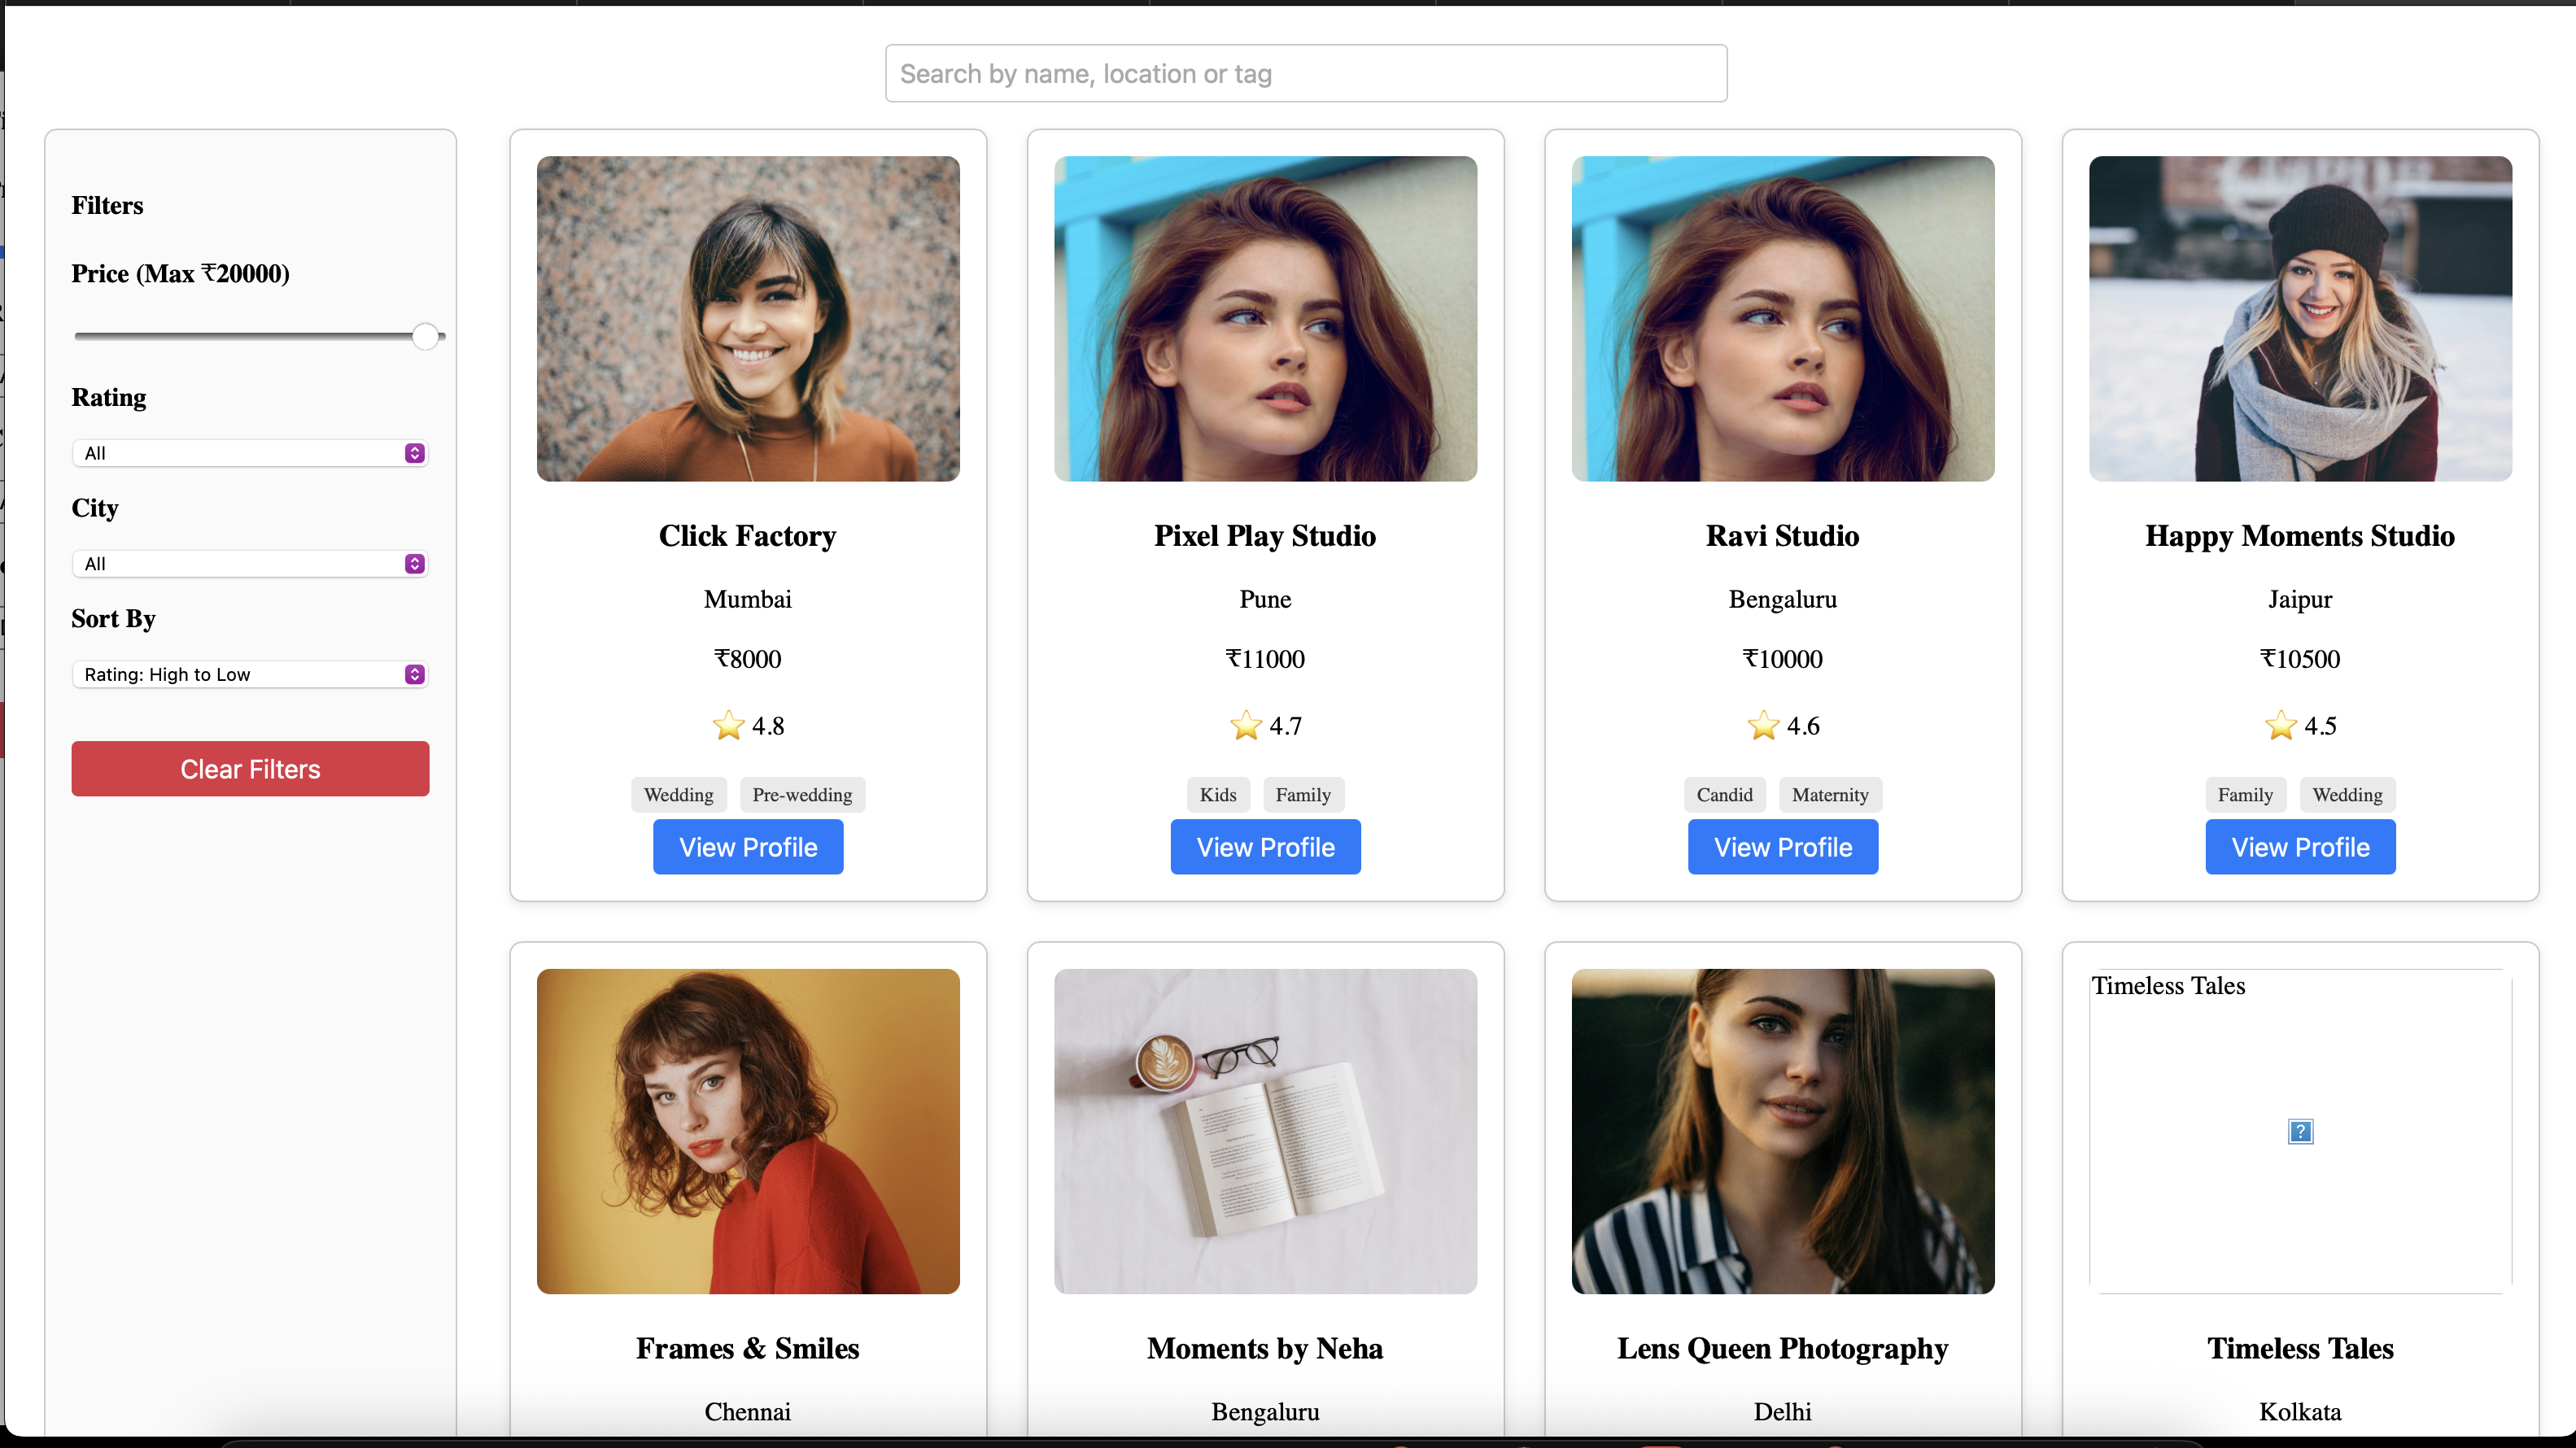 Search by name, location or tag
Filters
Price (Max ₹20000)
Rating
All
City
All
Sort By
Rating: High to Low
Clear Filters
Click Factory
Mumbai
₹8000
⭐ 4.8
Wedding Pre-wedding
View Profile
Pixel Play Studio
Pune
₹11000
⭐ 4.7
Kids Family
View Profile
Ravi Studio
Bengaluru
₹10000
⭐ 4.6
Candid Maternity
View Profile
Happy Moments Studio
Jaipur
₹10500
⭐ 4.5
Family Wedding
View Profile
Frames & Smiles
Chennai
Moments by Neha
Bengaluru
Lens Queen Photography
Delhi
Timeless Tales
Timeless Tales
Kolkata